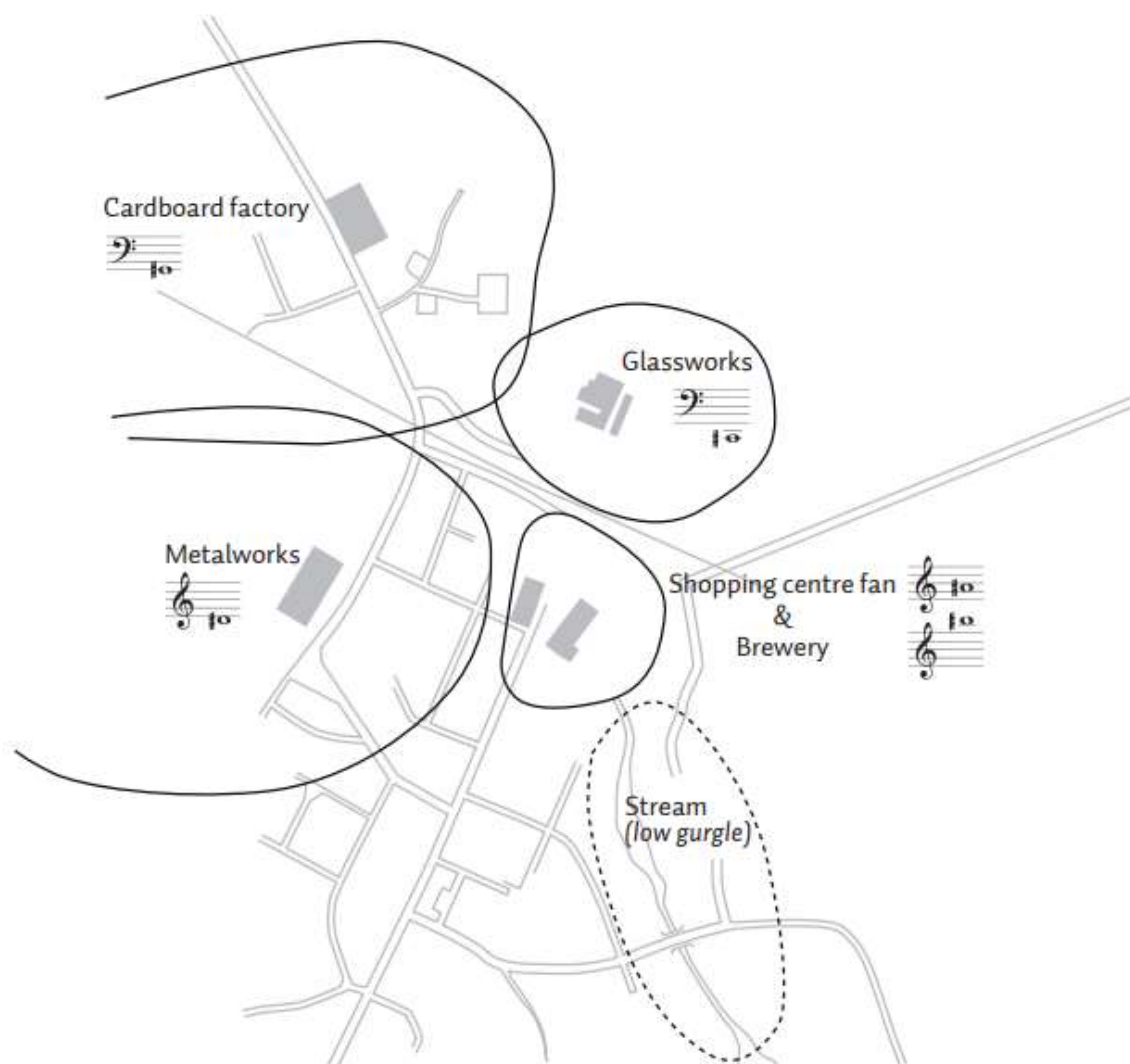 Cardboard factory
Glassworks
Metalworks
Shopping centre fan
&
Brewery
Stream
(low gurgle)